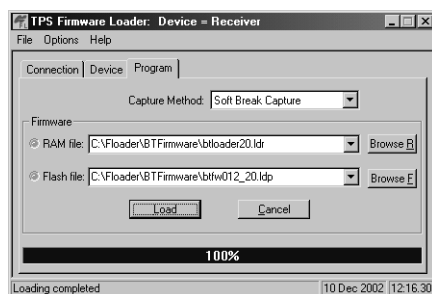 TPS Firmware Loader: Device = Receiver
File Options Help
Connection Device Program
Capture Method: Soft Break Capture
Firmware
RAM file: C:\Floader\BTFirmware\btloader20.ldr Browse R
Flash file: C:\Floader\BTFirmware\btfw012_20.ldp Browse F
Load Cancel
100%
Loading completed 10 Dec 2002 12:16.30